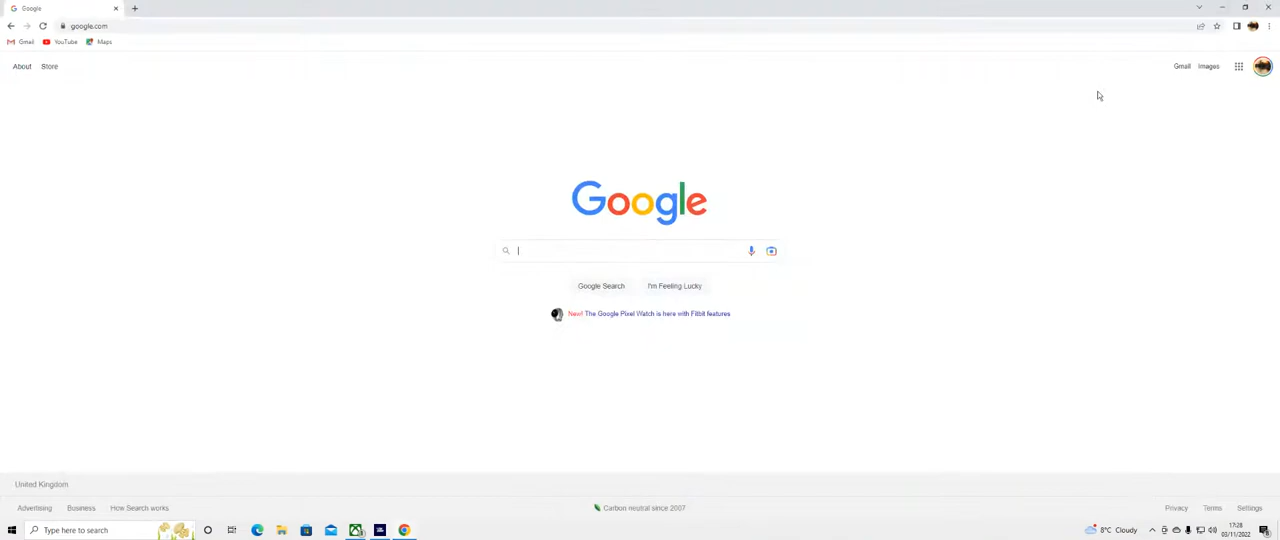 Google
google.com
Gmail YouTube Maps
About Store Gmail Images
Google
Google Search I'm Feeling Lucky
New! The Google Pixel Watch is here with Fitbit features
United Kingdom
Advertising Business How Search works Carbon neutral since 2007 Privacy Terms Settings
Type here to search 8°C Cloudy 17:28
03/11/2022